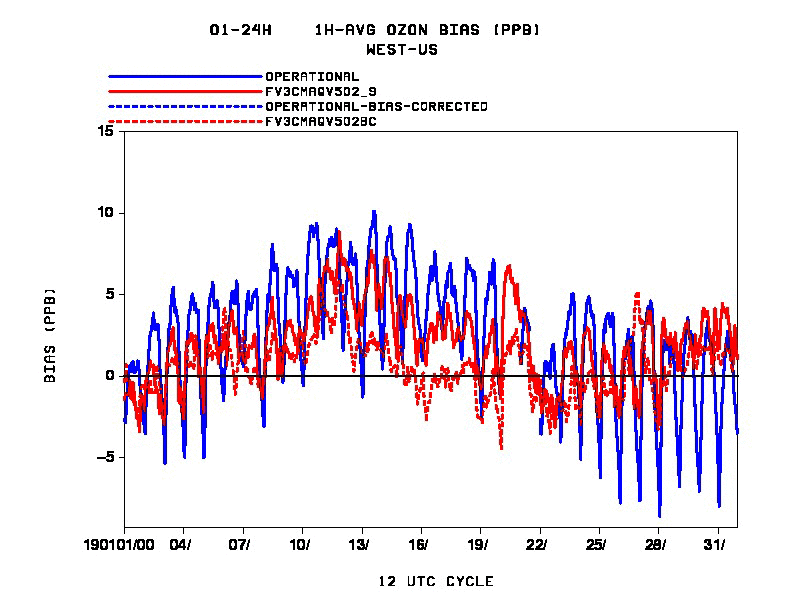 01-24H 1H-AVG OZON BIAS (PPB)
WEST-US
OPERATIONAL
FV3CMAQV502_9
OPERATIONAL-BIAS-CORRECTED
FV3CMAQV502BC
15
10
5
0
-5
BIAS (PPB)
190101/00 04/ 07/ 10/ 13/ 16/ 19/ 22/ 25/ 28/ 31/
12 UTC CYCLE